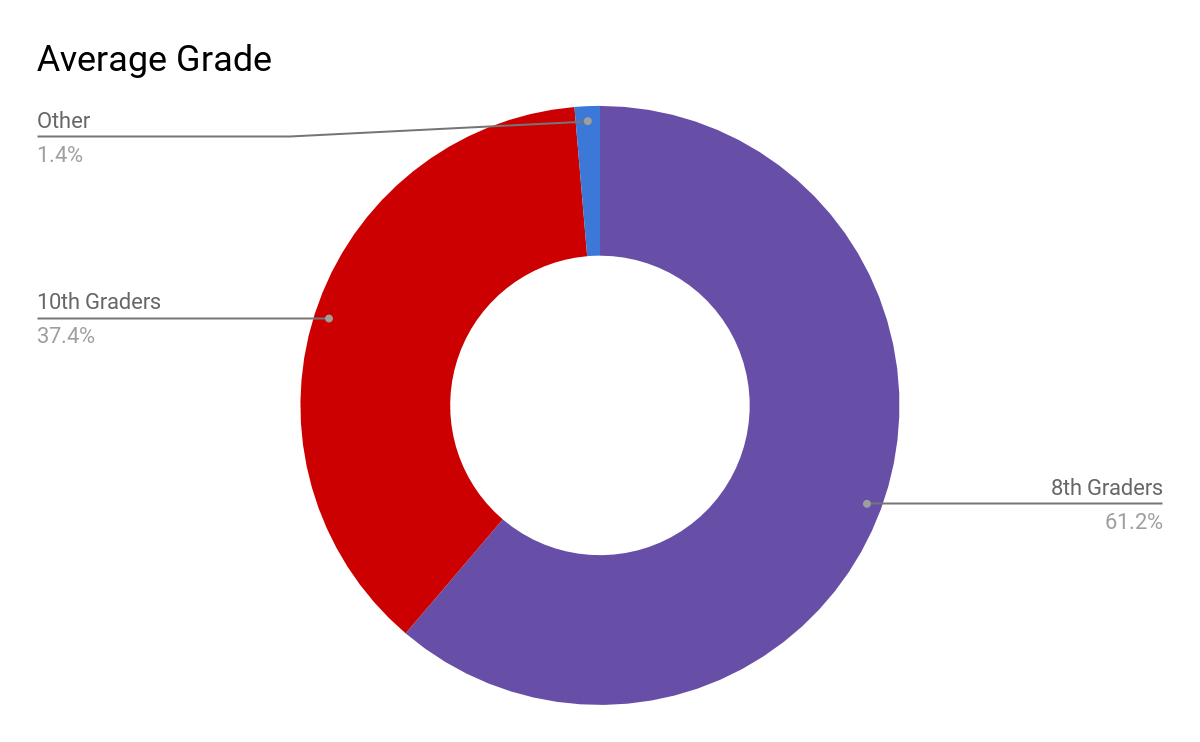 Average Grade
Other
1.4%
10th Graders
37.4%
8th Graders
61.2%